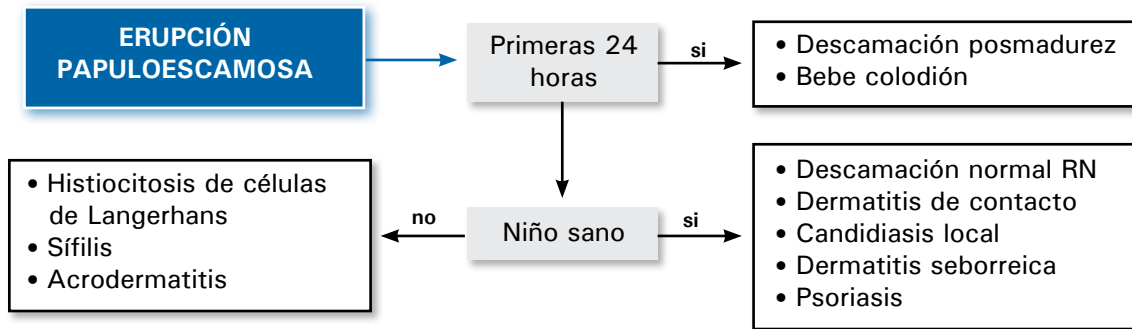 ERUPCIÓN
PAPULOESCAMOSA
Primeras 24
horas
si
• Descamación posmadurez
• Bebe colodión
• Histiocitosis de células
de Langerhans
• Sífilis
• Acrodermatitis
no
Niño sano
si
• Descamación normal RN
• Dermatitis de contacto
• Candidiasis local
• Dermatitis seborreica
• Psoriasis